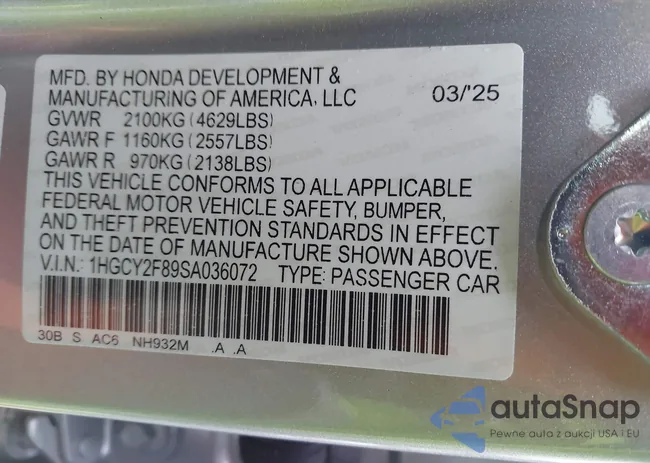 MFD. BY HONDA DEVELOPMENT &
MANUFACTURING OF AMERICA, LLC 03/'25
GVWR 2100KG (4629LBS)
GAWR F 1160KG (2557LBS)
GAWR R 970KG (2138LBS)
THIS VEHICLE CONFORMS TO ALL APPLICABLE
FEDERAL MOTOR VEHICLE SAFETY, BUMPER,
AND THEFT PREVENTION STANDARDS IN EFFECT
ON THE DATE OF MANUFACTURE SHOWN ABOVE.
V.I.N.: 1HGCY2F89SA036072 TYPE: PASSENGER CAR
30B S AC6 NH932M .A .A
autaSnap
Pewne auta z aukcji USA i EU